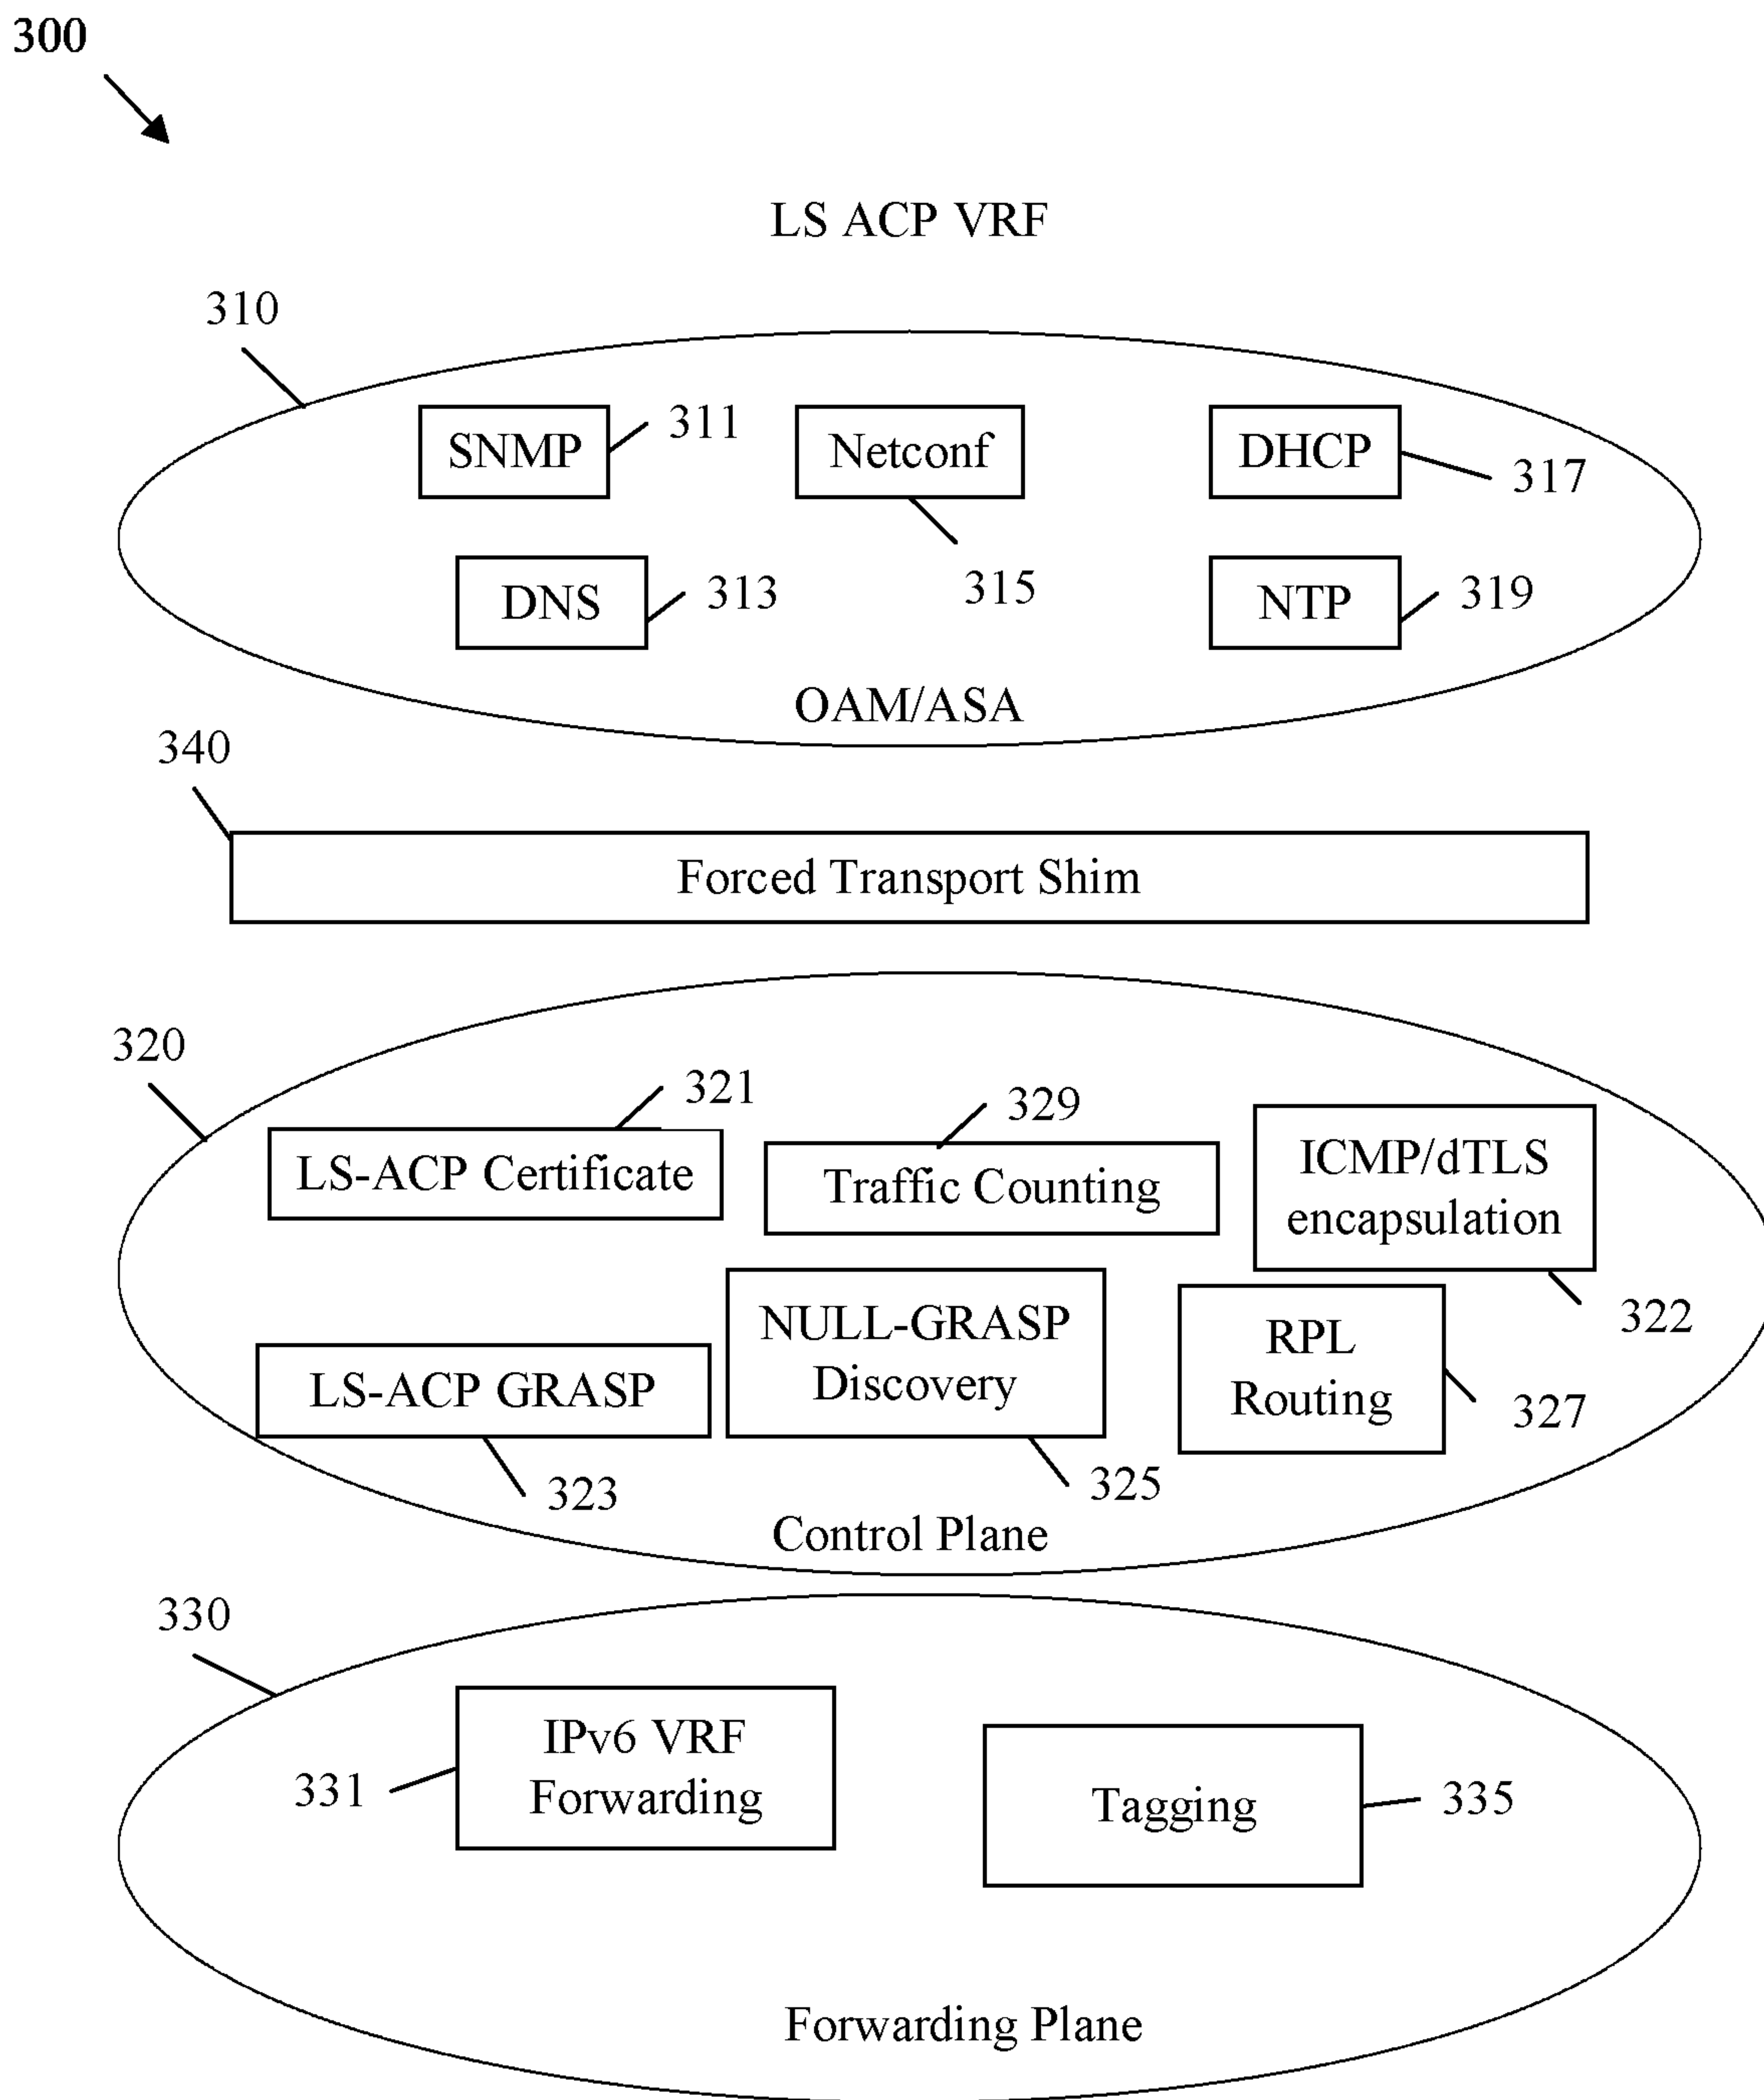 300
LS ACP VRF
310
SNMP
311
Netconf
DHCP
317
DNS
313
315
NTP
319
OAM/ASA
340
Forced Transport Shim
320
321
329
LS-ACP Certificate
Traffic Counting
ICMP/dTLS
encapsulation
322
NULL-GRASP
Discovery
RPL
Routing
327
LS-ACP GRASP
323
325
Control Plane
330
IPv6 VRF
Forwarding
331
Tagging
335
Forwarding Plane